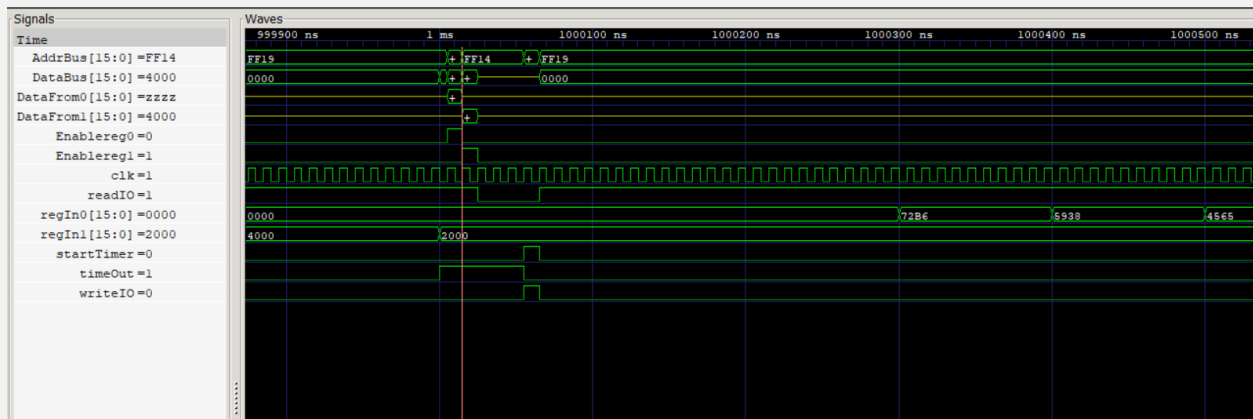 Signals
Waves
Time
999900 ns 1 ms 1000100 ns 1000200 ns 1000300 ns 1000400 ns 1000500 ns
AddrBus[15:0] =FF14 FF19 + FF14 + FF19
DataBus[15:0] =4000 0000 + + 0000
DataFrom0[15:0] =zzzz +
DataFrom1[15:0] =4000 +
Enablereg0 =0
Enablereg1 =1
clk =1
readIO =1
regIn0[15:0] =0000 0000 72B6 5938 4565
regIn1[15:0] =2000 4000 2000
startTimer =0
timeOut =1
writeIO =0